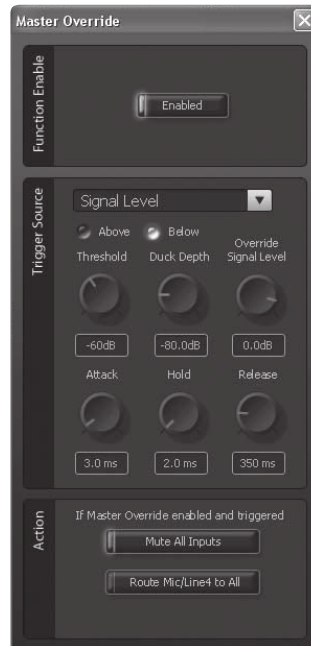 Master Override
Function Enable
Enabled
Trigger Source
Signal Level
Above Below
Threshold Duck Depth Override Signal Level
-60dB -80.0dB 0.0dB
Attack Hold Release
3.0 ms 2.0 ms 350 ms
Action
If Master Override enabled and triggered
Mute All Inputs
Route Mic/Line4 to All